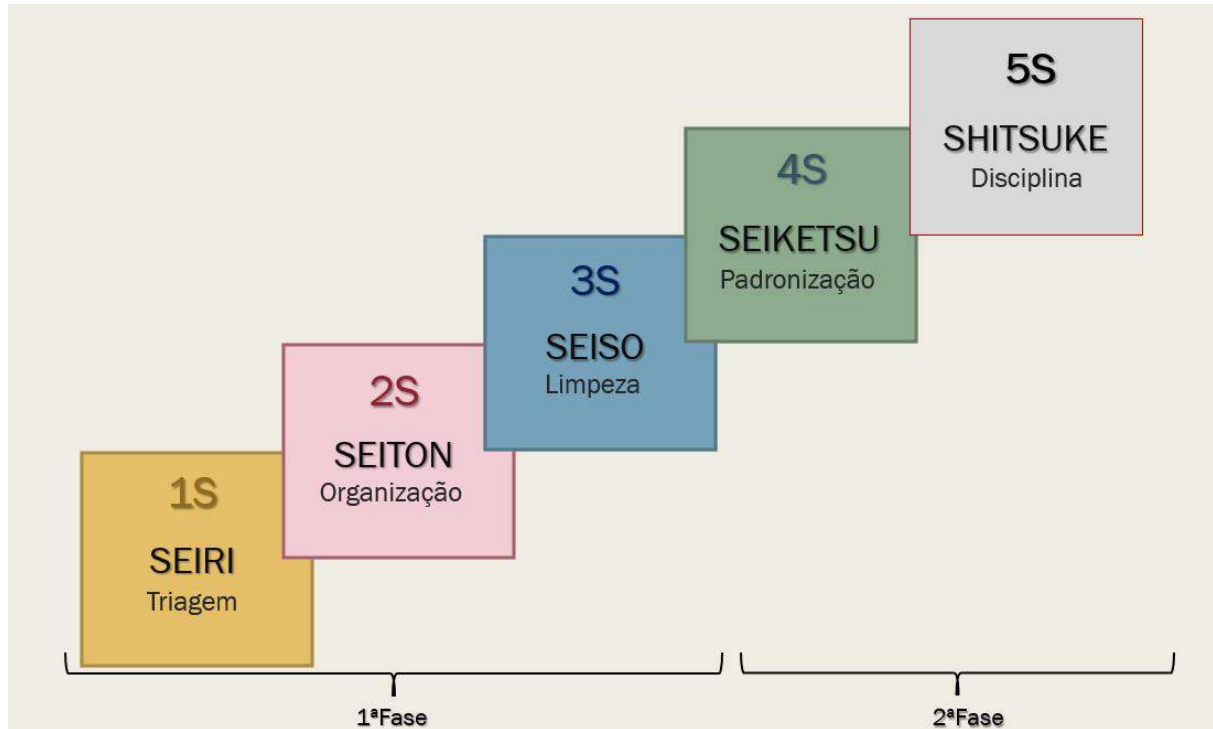 1S
SEIRI
Triagem
2S
SEITON
Organização
3S
SEISO
Limpeza
4S
SEIKETSU
Padronização
5S
SHITSUKE
Disciplina
1ªFase
2ªFase